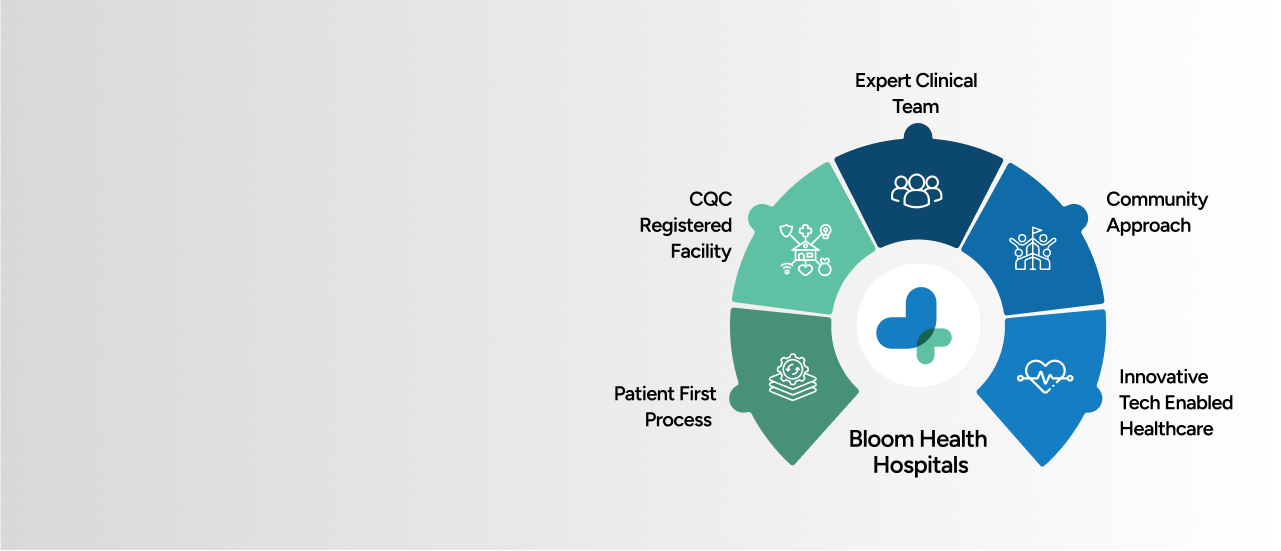 Expert Clinical
Team
CQC
Registered
Facility
Community
Approach
Patient First
Process
Innovative
Tech Enabled
Healthcare
Bloom Health
Hospitals